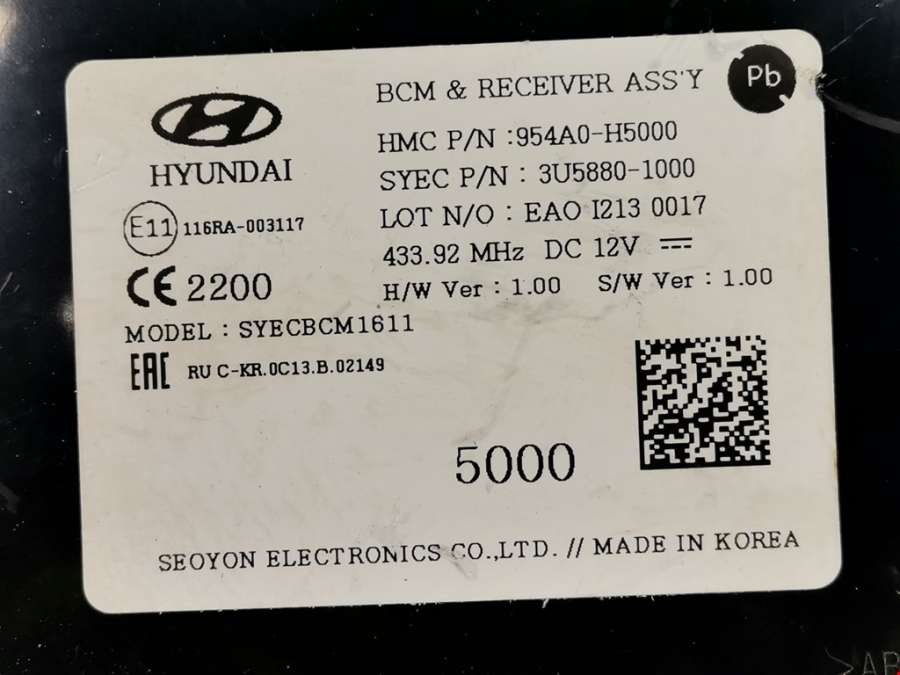 BCM & RECEIVER ASS'Y
Pb
HYUNDAI
HMC P/N :954A0-H5000
SYEC P/N : 3U5880-1000
E11 116RA-003117
LOT N/O : EAO I213 0017
433.92 MHz DC 12V
CE 2200
H/W Ver : 1.00 S/W Ver : 1.00
MODEL : SYECBCM1611
EAC RU C-KR.0C13.B.02149
5000
SEOYON ELECTRONICS CO.,LTD. // MADE IN KOREA